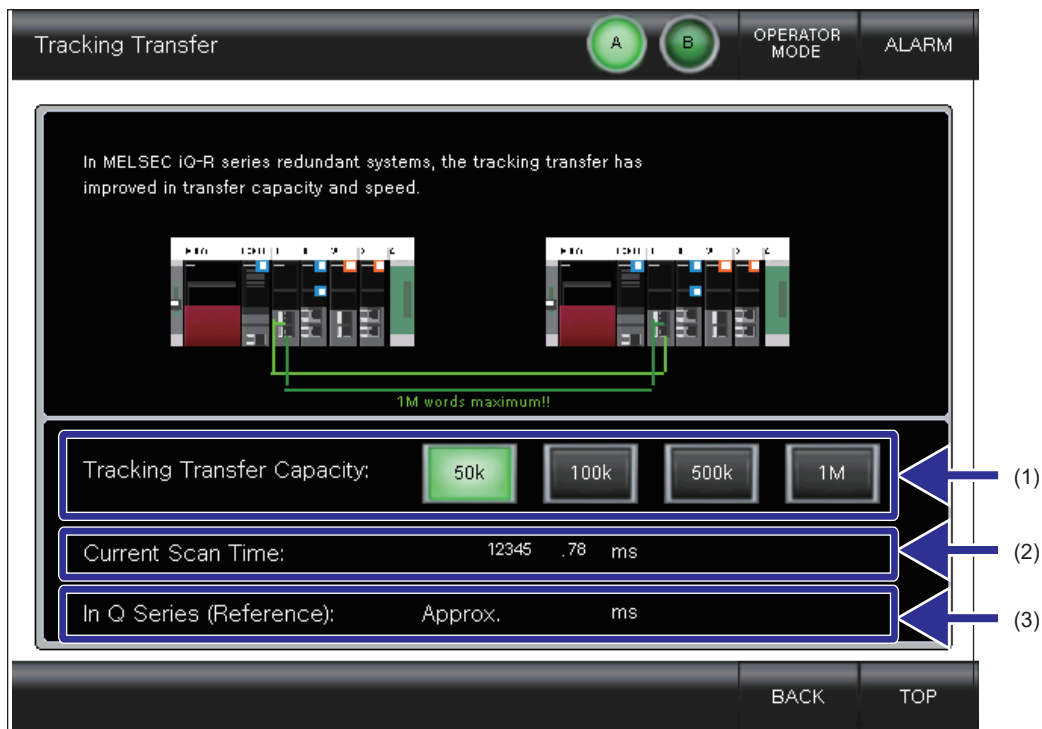 Tracking Transfer
A
B
OPERATOR
MODE
ALARM
In MELSEC iQ-R series redundant systems, the tracking transfer has
improved in transfer capacity and speed.
1M words maximum!!
Tracking Transfer Capacity:
50k
100k
500k
1M
(1)
Current Scan Time: 12345 .78 ms
(2)
In Q Series (Reference): Approx. ms
(3)
BACK
TOP